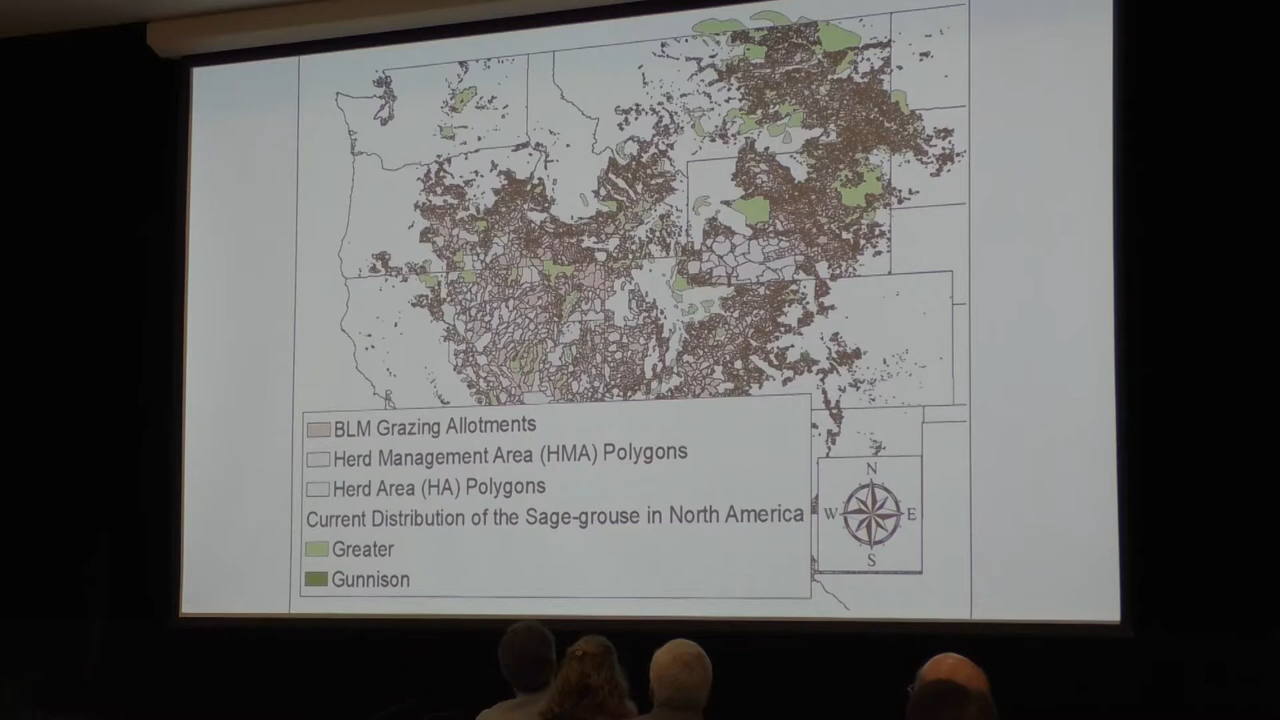 BLM Grazing Allotments
Herd Management Area (HMA) Polygons
Herd Area (HA) Polygons
Current Distribution of the Sage-grouse in North America
Greater
Gunnison
N
W E
S